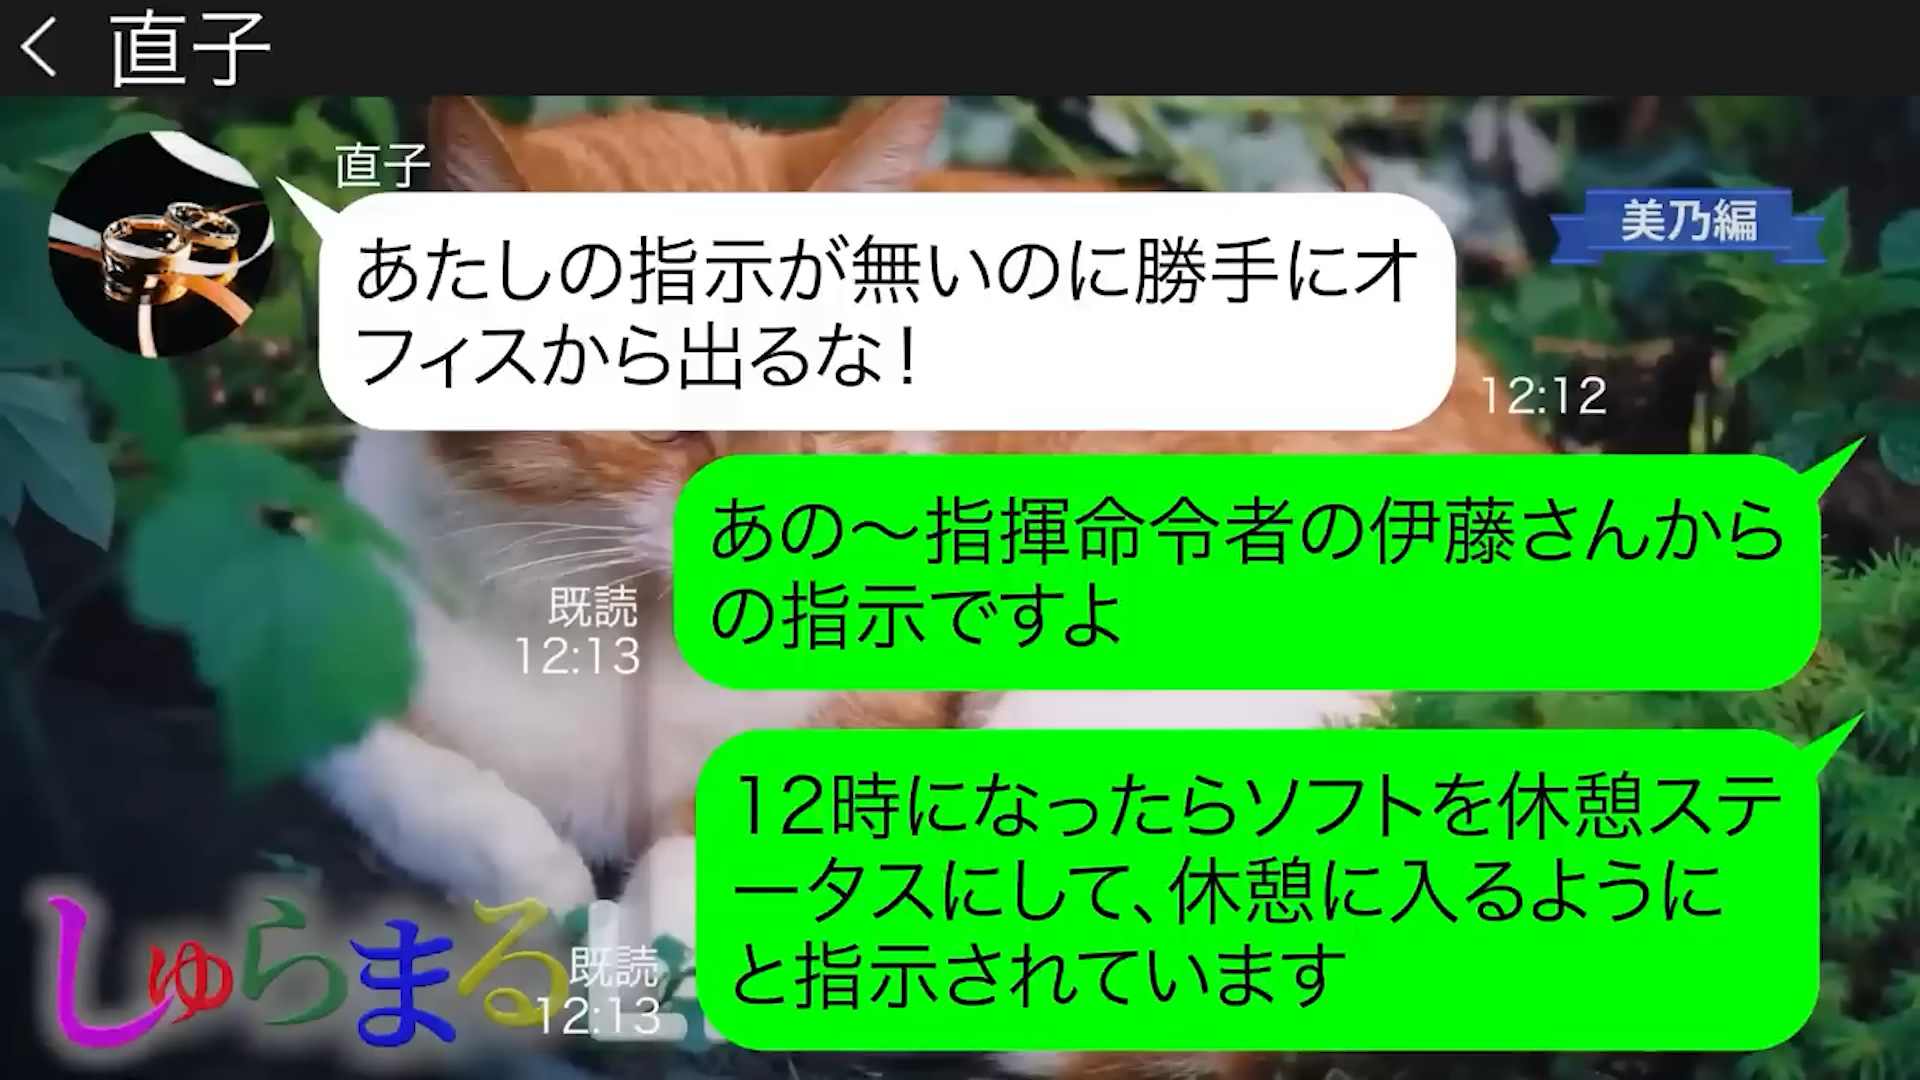 直子
直子
美乃編
あたしの指示が無いのに勝手にオ
フィスから出るな！
12:12
あの～指揮命令者の伊藤さんから
の指示ですよ
既読
12:13
12時になったらソフトを休憩ステ
ータスにして、休憩に入るように
と指示されています
既読
12:13
しゅらまる